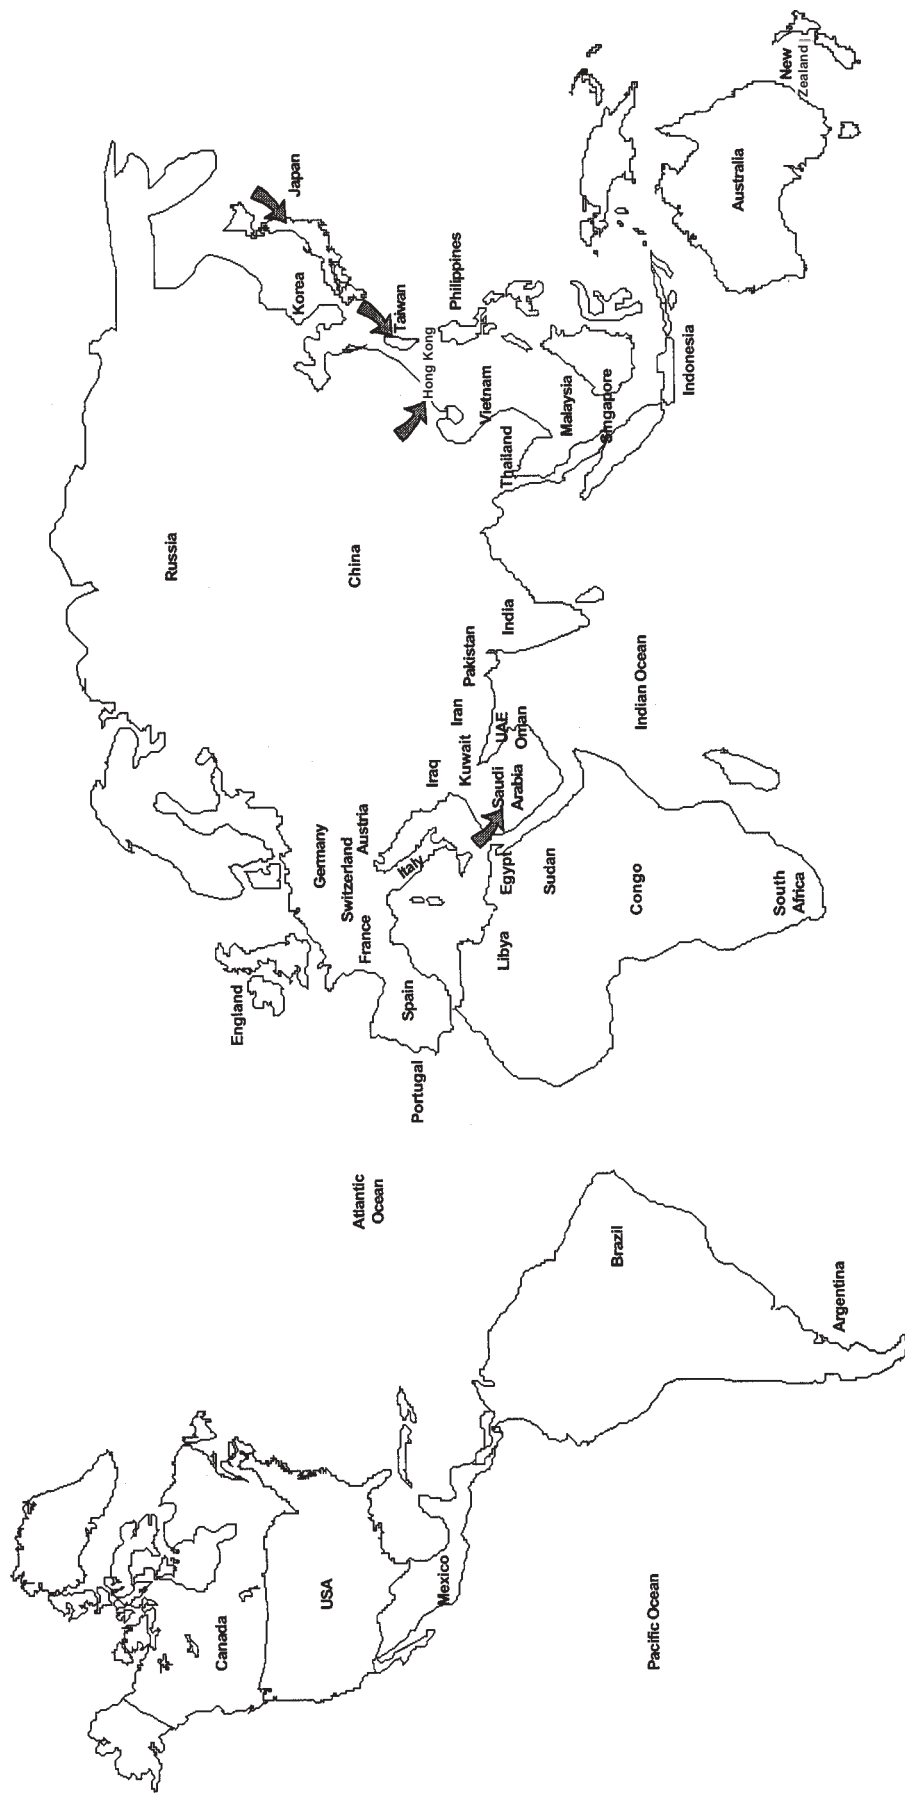 Canada
USA
Mexico
Pacific Ocean
Atlantic
Ocean
Brazil
Argentina
England
Portugal
Spain
France
Germany
Switzerland
Austria
Italy
Libya
Egypt
Sudan
Congo
South
Africa
Iraq
Kuwait
Iran
Saudi
Arabia
UAE
Oman
Pakistan
India
Indian Ocean
Russia
China
Korea
Japan
Taiwan
Hong Kong
Philippines
Vietnam
Thailand
Malaysia
Singapore
Indonesia
Australia
New
Zealand